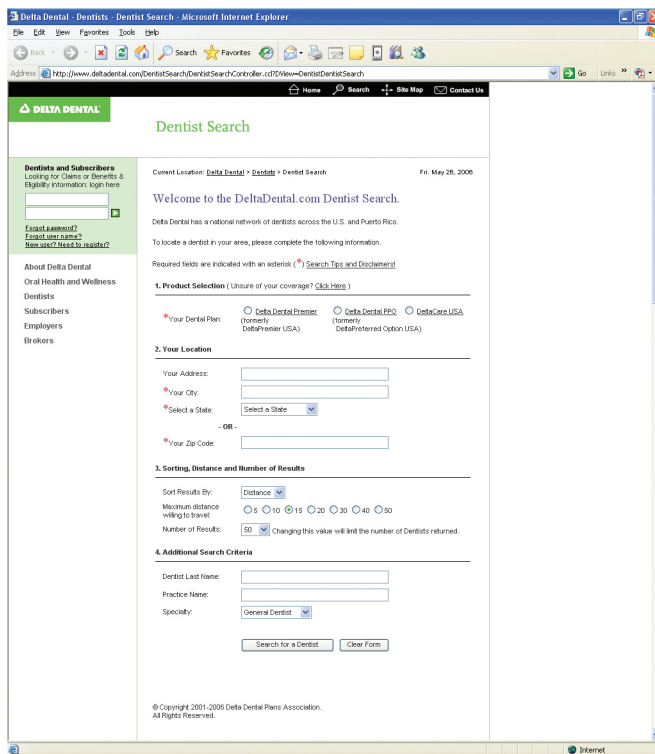 Delta Dental - Dentists - Dentist Search - Microsoft Internet Explorer
File Edit View Favorites Tools Help
Back Search Favorites
Address http://www.deltadental.com/DentistSearch/DentistSearchController.ccl?DView=DentistDentistSearch Go Links »
Home Search Site Map Contact Us
DELTA DENTAL
Dentist Search
Dentists and Subscribers
Looking for Claims or Benefits &
Eligibility information: login here
Forgot password?
Forgot user name?
New user? Need to register?
About Delta Dental
Oral Health and Wellness
Dentists
Subscribers
Employers
Brokers
Current Location: Delta Dental > Dentists > Dentist Search Fri. May 26, 2006
Welcome to the DeltaDental.com Dentist Search.
Delta Dental has a national network of dentists across the U.S. and Puerto Rico.
To locate a dentist in your area, please complete the following information.
Required fields are indicated with an asterisk (*) Search Tips and Disclaimers!
1. Product Selection ( Unsure of your coverage? Click Here )
*Your Dental Plan: Delta Dental Premier Delta Dental PPO DeltaCare USA
(formerly (formerly
DeltaPremier USA) DeltaPreferred Option USA)
2. Your Location
Your Address:
*Your City:
*Select a State: Select a State
- OR -
*Your Zip Code:
3. Sorting, Distance and Number of Results
Sort Results By: Distance
Maximum distance
willing to travel: 5 10 15 20 30 40 50
Number of Results: 50 Changing this value will limit the number of Dentists returned.
4. Additional Search Criteria
Dentist Last Name:
Practice Name:
Specialty: General Dentist
Search for a Dentist Clear Form
© Copyright 2001-2006 Delta Dental Plans Association.
All Rights Reserved.
Internet